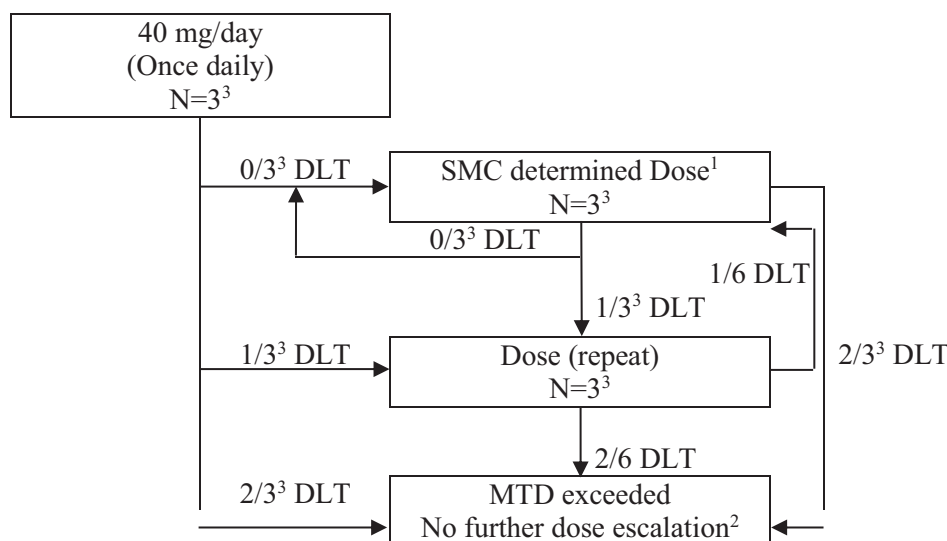 40 mg/day
(Once daily)
N=3³
0/3³ DLT
SMC determined Dose¹
N=3³
0/3³ DLT
1/6 DLT
1/3³ DLT
1/3³ DLT
Dose (repeat)
N=3³
2/3³ DLT
2/6 DLT
2/3³ DLT
MTD exceeded
No further dose escalation²